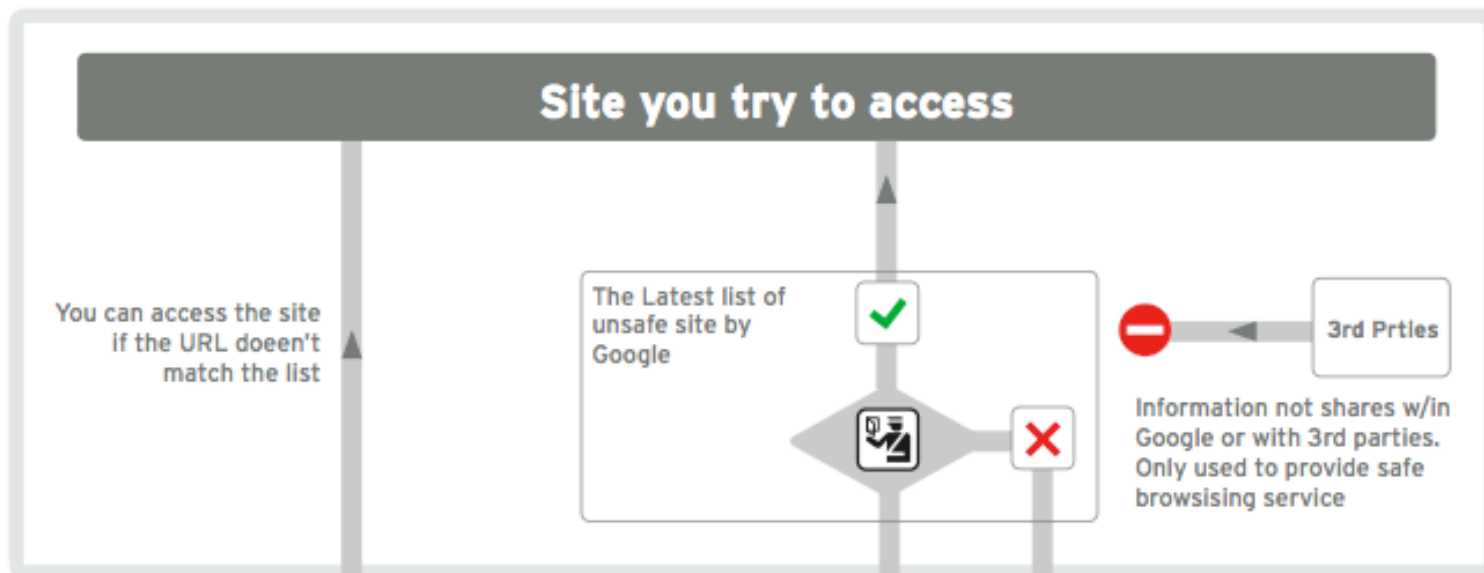 Site you try to access
You can access the site
if the URL doeen't
match the list
The Latest list of
unsafe site by
Google
3rd Prties
Information not shares w/in
Google or with 3rd parties.
Only used to provide safe
browsising service